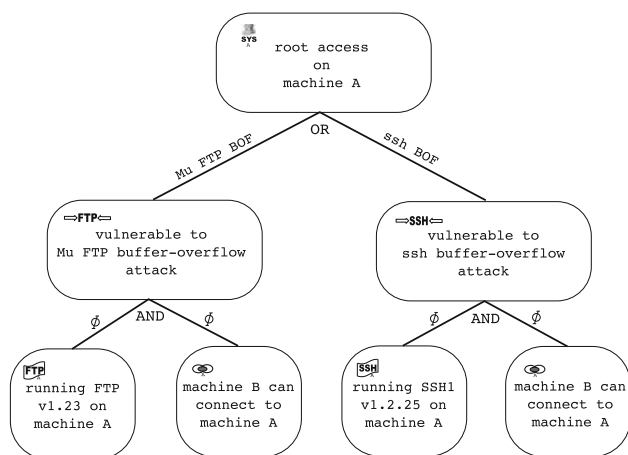 SYS
A
root access
on
machine A
OR
Mu FTP BOF
ssh BOF
⇒FTP⇐
vulnerable to
Mu FTP buffer-overflow
attack
⇒SSH⇐
vulnerable to
ssh buffer-overflow
attack
ϕ AND ϕ
ϕ AND ϕ
FTP
A
running FTP
v1.23 on
machine A
A
machine B can
connect to
machine A
SSH
A
running SSH1
v1.2.25 on
machine A
A
machine B can
connect to
machine A